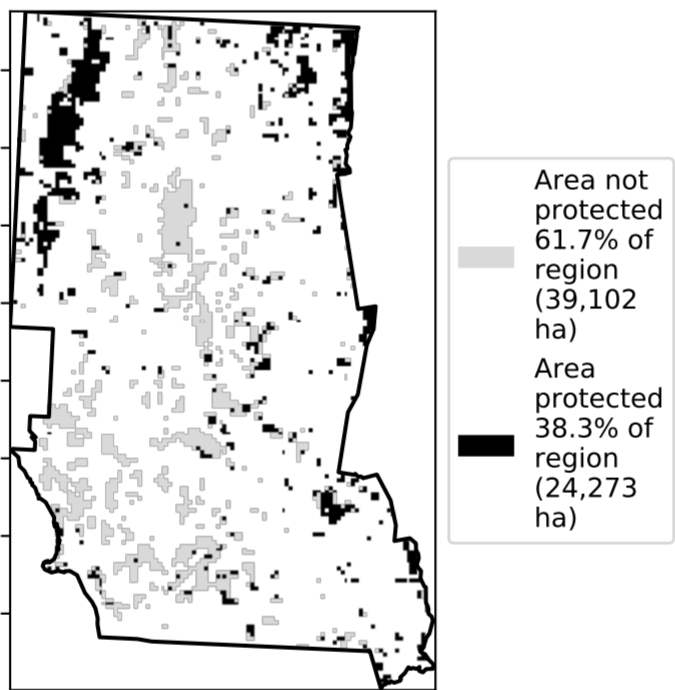 Area not
protected
61.7% of
region
(39,102
ha)
Area
protected
38.3% of
region
(24,273
ha)